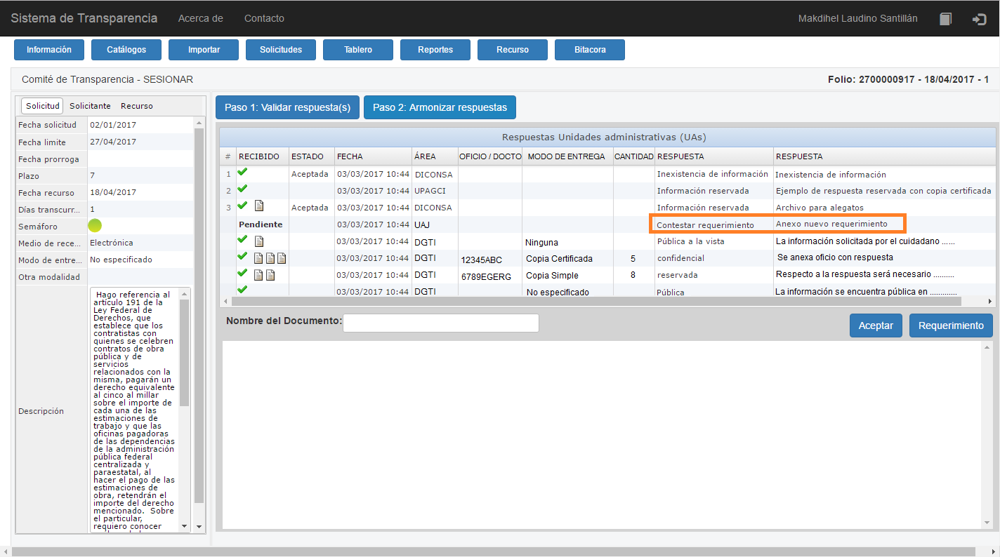 Sistema de Transparencia Acerca de Contacto Makdihel Laudino Santillán
Información Catálogos Importar Solicitudes Tablero Reportes Recurso Bitacora
Comité de Transparencia - SESIONAR Folio: 2700000917 - 18/04/2017 - 1
Solicitud Solicitante Recurso
Fecha solicitud 02/01/2017
Fecha limite 27/04/2017
Fecha prorroga
Plazo 7
Fecha recurso 18/04/2017
Días transcurr... 1
Semáforo
Medio de rece... Electrónica
Modo de entre... No especificado
Otra modalidad
Descripción
Hago referencia al
artículo 191 de la
Ley Federal de
Derechos, que
establece que los
contratistas con
quienes se celebren
contratos de obra
pública y de
servicios
relacionados con la
misma, pagarán un
derecho equivalente
al cinco al millar
sobre el importe de
cada una de las
estimaciones de
trabajo y que las
oficinas pagadoras
de las dependencias
de la administración
pública federal
centralizada y
paraestatal, al
hacer el pago de las
estimaciones de
obra, retendrán el
importe del derecho
mencionado. Sobre
el particular,
requiero conocer
Paso 1: Validar respuesta(s) Paso 2: Armonizar respuestas
Respuestas Unidades administrativas (UAs)
# RECIBIDO ESTADO FECHA ÁREA OFICIO / DOCTO MODO DE ENTREGA CANTIDAD RESPUESTA RESPUESTA
1 Aceptada 03/03/2017 10:44 DICONSA Inexistencia de información Inexistencia de información
2 03/03/2017 10:44 UPAGCI Información reservada Ejemplo de respuesta reservada con copia certificada
3 Aceptada 03/03/2017 10:44 DICONSA Información reservada Archivo para alegatos
Pendiente 03/03/2017 10:44 UAJ Contestar requerimiento Anexo nuevo requerimiento
03/03/2017 10:44 DGTI Ninguna Pública a la vista La información solicitada por el cuidadano ......
03/03/2017 10:44 DGTI 12345ABC Copia Certificada 5 confidencial Se anexa oficio con respuesta
03/03/2017 10:44 DGTI 6789EGERG Copia Simple 8 reservada Respecto a la respuesta será necesario ..........
03/03/2017 10:44 DGTI No especificado Pública La información se encuentra pública en .............
Nombre del Documento: Aceptar Requerimiento